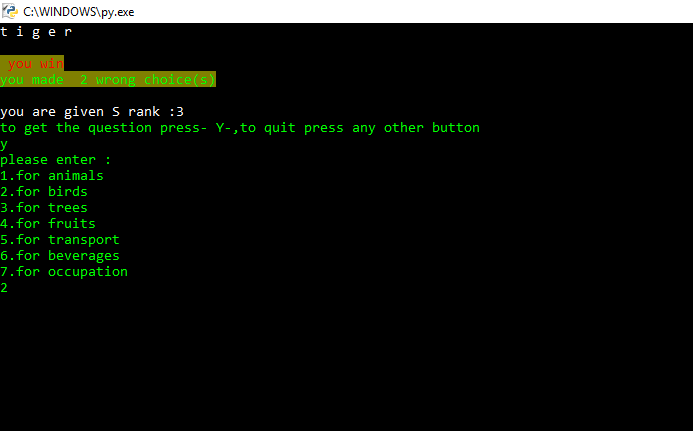 C:\WINDOWS\py.exe
t i g e r
you win
you made  2 wrong choice(s)
you are given S rank :3
to get the question press- Y-,to quit press any other button
y
please enter :
1.for animals
2.for birds
3.for trees
4.for fruits
5.for transport
6.for beverages
7.for occupation
2